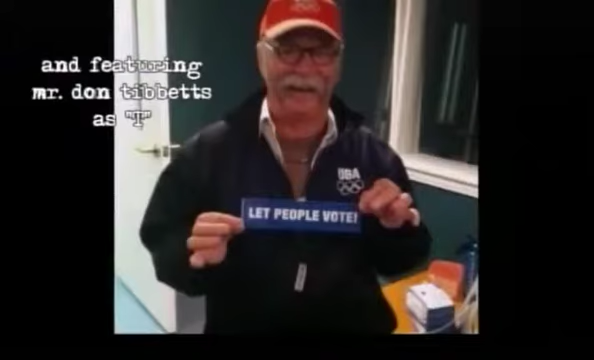 and featuring
mr. don tibbetts
as "T"
USA
LET PEOPLE VOTE!